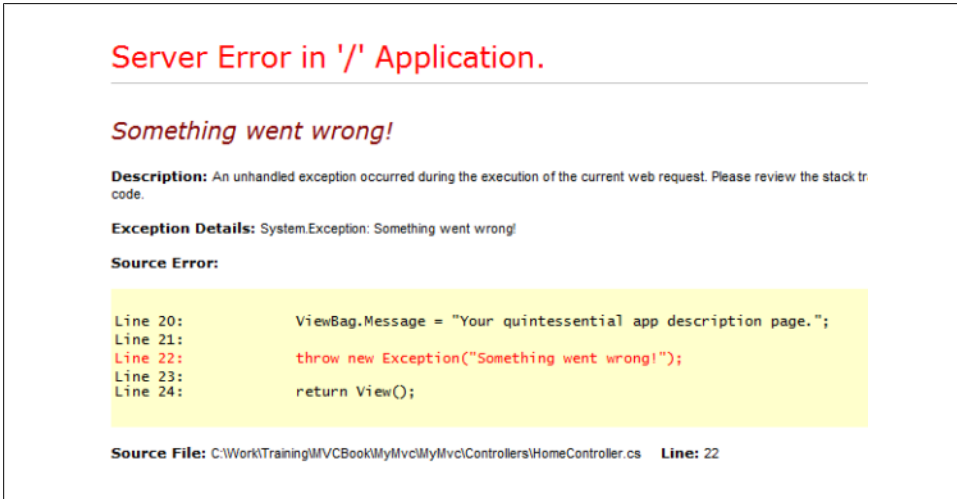 Server Error in '/' Application.
Something went wrong!
Description: An unhandled exception occurred during the execution of the current web request. Please review the stack
code.
Exception Details: System.Exception: Something went wrong!
Source Error:
Line 20: ViewBag.Message = "Your quintessential app description page.";
Line 21:
Line 22: throw new Exception("Something went wrong!");
Line 23:
Line 24: return View();
Source File: C:\Work\Training\MVCBook\MyMvc\MyMvc\Controllers\HomeController.cs Line: 22